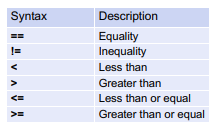 Syntax Description
== Equality
!= Inequality
< Less than
> Greater than
<= Less than or equal
>= Greater than or equal